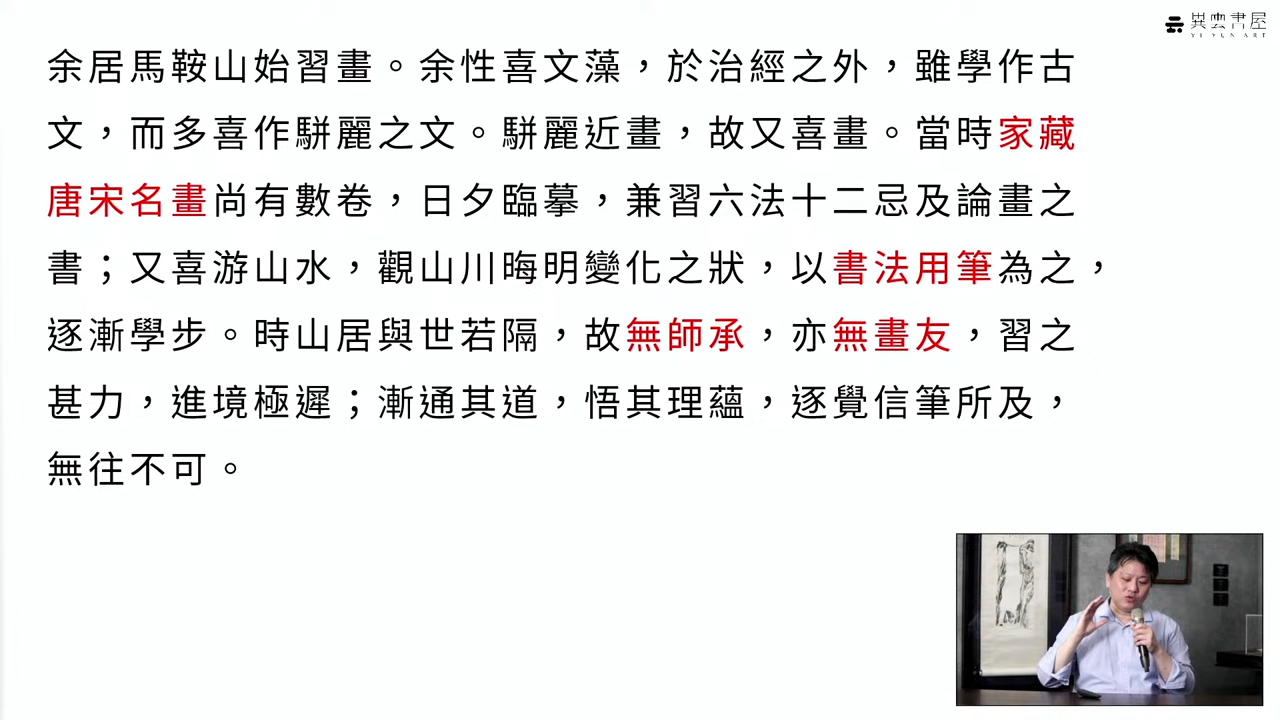 異雲書屋
YI YUN ART
余居馬鞍山始習畫。余性喜文藻，於治經之外，雖學作古
文，而多喜作駢麗之文。駢麗近畫，故又喜畫。當時家藏
唐宋名畫尚有數卷，日夕臨摹，兼習六法十二忌及論畫之
書；又喜游山水，觀山川晦明變化之狀，以書法用筆為之，
逐漸學步。時山居與世若隔，故無師承，亦無畫友，習之
甚力，進境極遲；漸通其道，悟其理蘊，逐覺信筆所及，
無往不可。